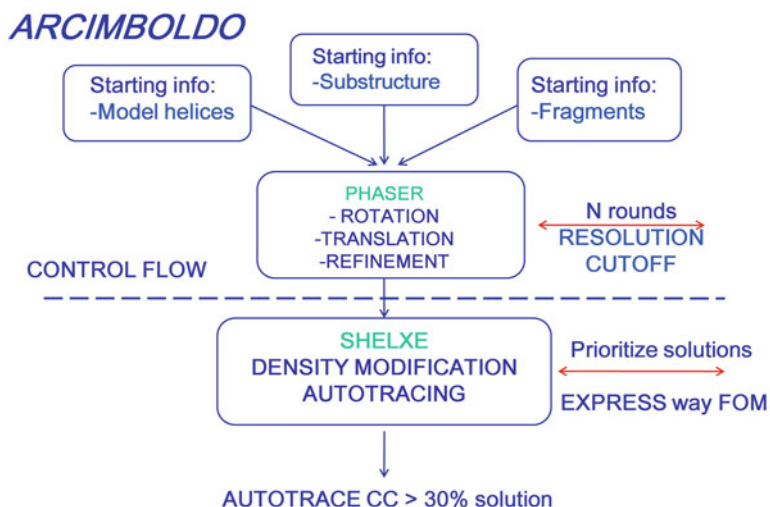 ARCIMBOLDO
Starting info:
-Model helices
Starting info:
-Substructure
Starting info:
-Fragments
PHASER
- ROTATION
-TRANSLATION
-REFINEMENT
N rounds
RESOLUTION
CUTOFF
CONTROL FLOW
SHELXE
DENSITY MODIFICATION
AUTOTRACING
Prioritize solutions
EXPRESS way FOM
AUTOTRACE CC > 30% solution